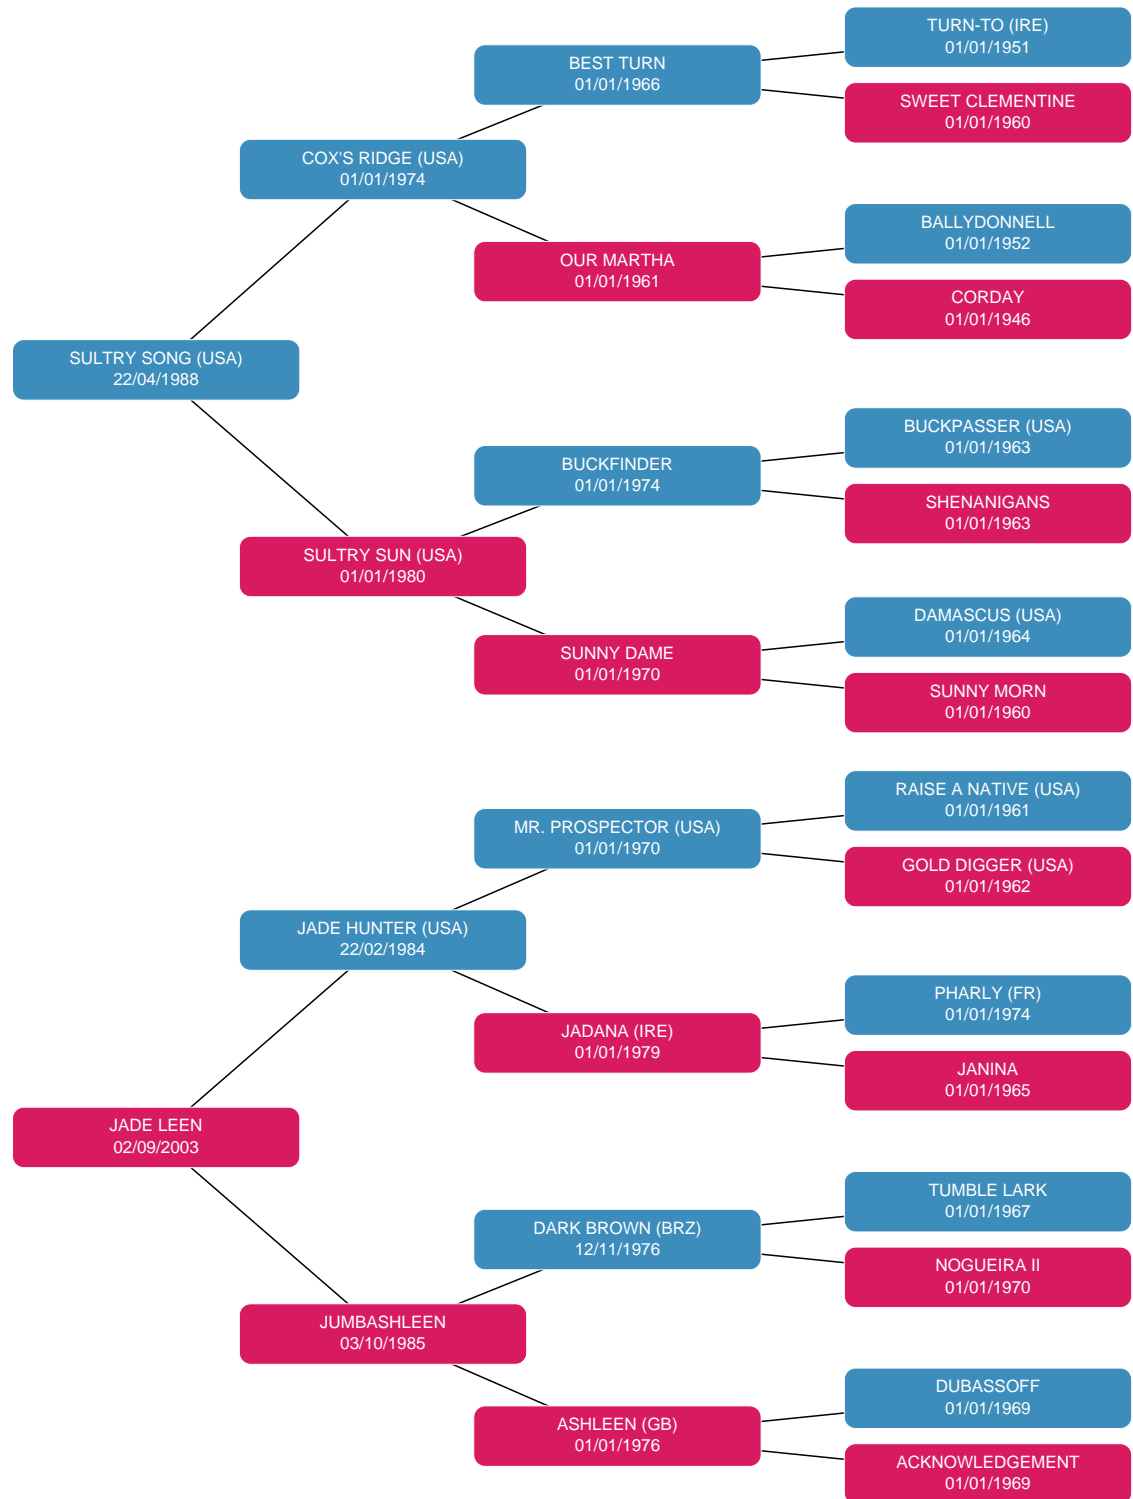 TURN-TO (IRE)
01/01/1951
BEST TURN
01/01/1966
SWEET CLEMENTINE
01/01/1960
COX'S RIDGE (USA)
01/01/1974
BALLYDONNELL
01/01/1952
OUR MARTHA
01/01/1961
CORDAY
01/01/1946
SULTRY SONG (USA)
22/04/1988
BUCKPASSER (USA)
01/01/1963
BUCKFINDER
01/01/1974
SHENANIGANS
01/01/1963
SULTRY SUN (USA)
01/01/1980
DAMASCUS (USA)
01/01/1964
SUNNY DAME
01/01/1970
SUNNY MORN
01/01/1960
RAISE A NATIVE (USA)
01/01/1961
MR. PROSPECTOR (USA)
01/01/1970
GOLD DIGGER (USA)
01/01/1962
JADE HUNTER (USA)
22/02/1984
PHARLY (FR)
01/01/1974
JADANA (IRE)
01/01/1979
JANINA
01/01/1965
JADE LEEN
02/09/2003
TUMBLE LARK
01/01/1967
DARK BROWN (BRZ)
12/11/1976
NOGUEIRA II
01/01/1970
JUMBASHLEEN
03/10/1985
DUBASSOFF
01/01/1969
ASHLEEN (GB)
01/01/1976
ACKNOWLEDGEMENT
01/01/1969